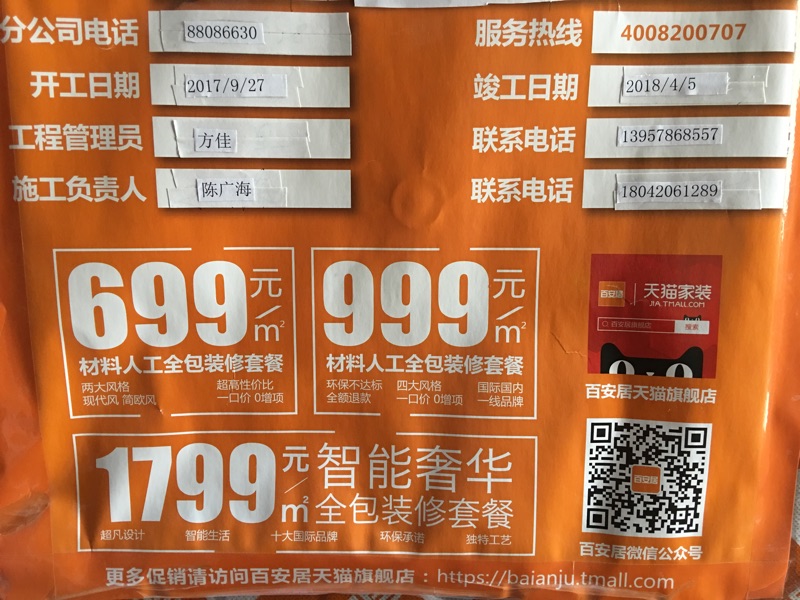 分公司电话 88086630 服务热线 4008200707
开工日期 2017/9/27 竣工日期 2018/4/5
工程管理员 方佳 联系电话 13957868557
施工负责人 陈广海 联系电话 18042061289
699元/㎡
材料人工全包装修套餐
两大风格 超高性价比
现代风 简欧风 一口价 0增项
999元/㎡
材料人工全包装修套餐
环保不达标 四大风格 国际国内
全额退款 一口价 0增项 一线品牌
百安居 天猫家装
JIA.TMALL.COM
百安居旗舰店 搜索
百安居天猫旗舰店
1799元/㎡ 智能奢华
全包装修套餐
超凡设计 智能生活 十大国际品牌 环保承诺 独特工艺
百安居
百安居微信公众号
更多促销请访问百安居天猫旗舰店：https://baianju.tmall.com